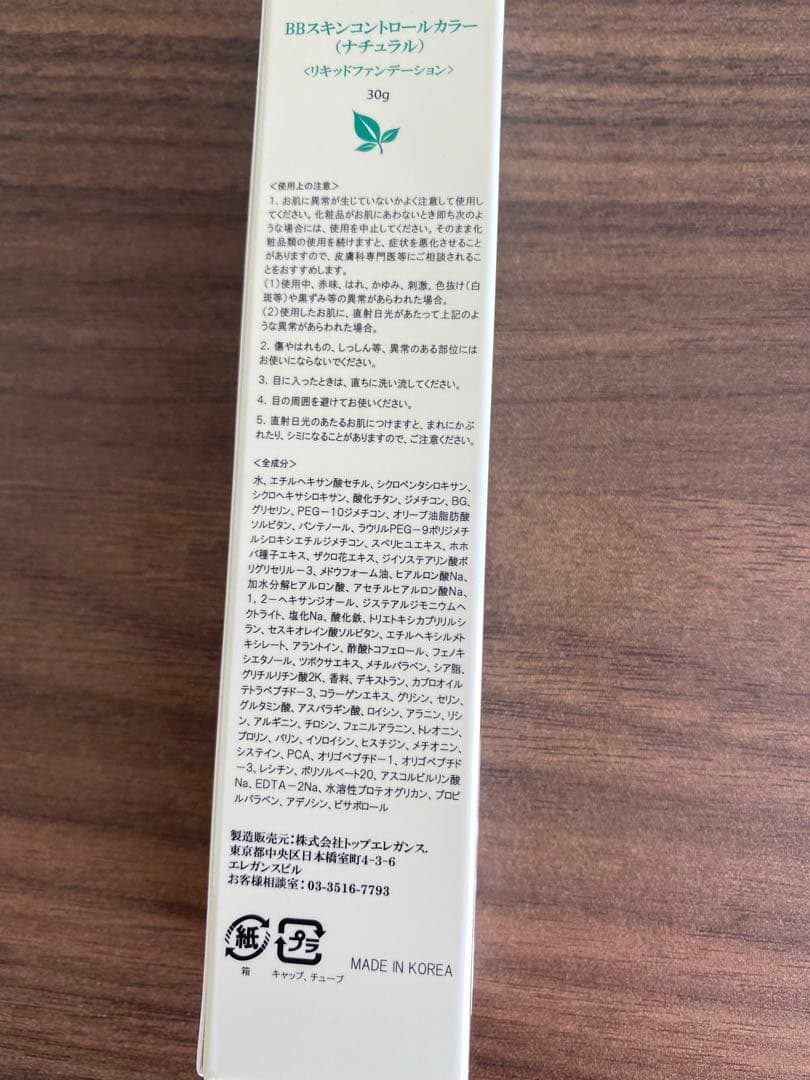 BBスキンコントロールカラー
(ナチュラル)
<リキッドファンデーション>
30g
<使用上の注意>
1、お肌に異常が生じていないかよく注意して使用し
てください。化粧品がお肌にあわないとき即ち次のよ
うな場合には、使用を中止してください。そのまま化
粧品類の使用を続けますと、症状を悪化させること
がありますので、皮膚科専門医等にご相談されるこ
とをおすすめします。
(1)使用中、赤味、はれ、かゆみ、刺激、色抜け(白
斑等)や黒ずみ等の異常があらわれた場合。
(2)使用したお肌に、直射日光があたって上記のよ
うな異常があらわれた場合。
2. 傷やはれもの、しっしん等、異常のある部位には
お使いにならないでください。
3. 目に入ったときは、直ちに洗い流してください。
4. 目の周囲を避けてお使いください。
5. 直射日光のあたるお肌につけますと、まれにかぶ
れたり、シミになることがありますので、ご注意ください。
<全成分>
水、エチルヘキサン酸セチル、シクロペンタシロキサン、
シクロヘキサシロキサン、酸化チタン、ジメチコン、BG、
グリセリン、PEG-10ジメチコン、オリーブ油脂肪酸
ソルビタン、パンテノール、ラウリルPEG-9ポリジメチ
ルシロキシエチルジメチコン、スベリヒユエキス、ホホ
バ種子エキス、ザクロ花エキス、ジイソステアリン酸ポ
リグリセリル-3、メドウフォーム油、ヒアルロン酸Na、
加水分解ヒアルロン酸、アセチルヒアルロン酸Na、
1, 2-ヘキサンジオール、ジステアルジモニウムヘ
クトライト、塩化Na、酸化鉄、トリエトキシカプリリルシ
ラン、セスキオレイン酸ソルビタン、エチルヘキシルメト
キシレート、アラントイン、酢酸トコフェロール、フェノキ
シエタノール、ツボクサエキス、メチルパラベン、シア脂、
グリチルリチン酸2K、香料、デキストラン、カプロオイル
テトラペプチド-3、コラーゲンエキス、グリシン、セリン、
グルタミン酸、アスパラギン酸、ロイシン、アラニン、リシ
ン、アルギニン、チロシン、フェニルアラニン、トレオニン、
プロリン、バリン、イソロイシン、ヒスチジン、メチオニン、
システイン、PCA、オリゴペプチド-1、オリゴペプチド
-3、レシチン、ポリソルベート20、アスコルビルリン酸
Na、EDTA-2Na、水溶性プロテオグリカン、プロピ
ルパラベン、アデノシン、ビサボロール
製造販売元:株式会社トップエレガンス.
東京都中央区日本橋室町4-3-6
エレガンスビル
お客様相談室:03-3516-7793
紙 プラ
箱 キャップ、チューブ MADE IN KOREA